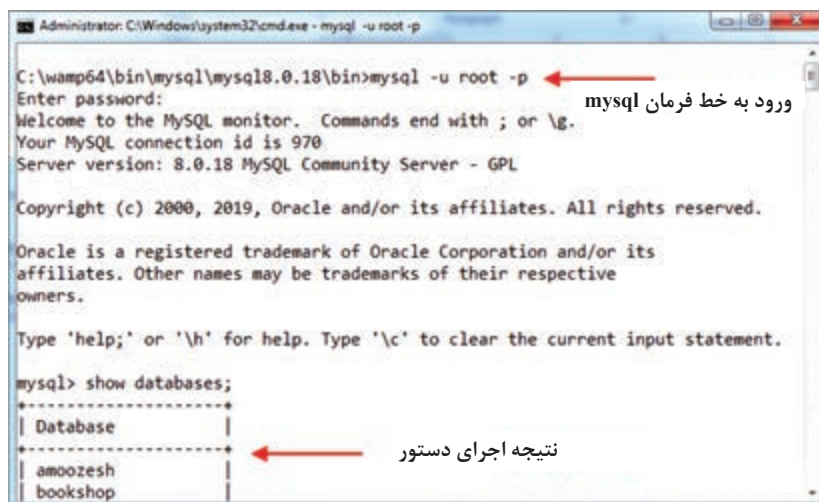 Administrator: C:\Windows\system32\cmd.exe - mysql -u root -p
C:\wamp64\bin\mysql\mysql8.0.18\bin>mysql -u root -p
ورود به خط فرمان mysql
Enter password:
Welcome to the MySQL monitor. Commands end with ; or \g.
Your MySQL connection id is 970
Server version: 8.0.18 MySQL Community Server - GPL
Copyright (c) 2000, 2019, Oracle and/or its affiliates. All rights reserved.
Oracle is a registered trademark of Oracle Corporation and/or its
affiliates. Other names may be trademarks of their respective
owners.
Type 'help;' or '\h' for help. Type '\c' to clear the current input statement.
mysql> show databases;
+--------------------+
| Database           |
+--------------------+
نتیجه اجرای دستور
| amoozesh           |
| bookshop           |